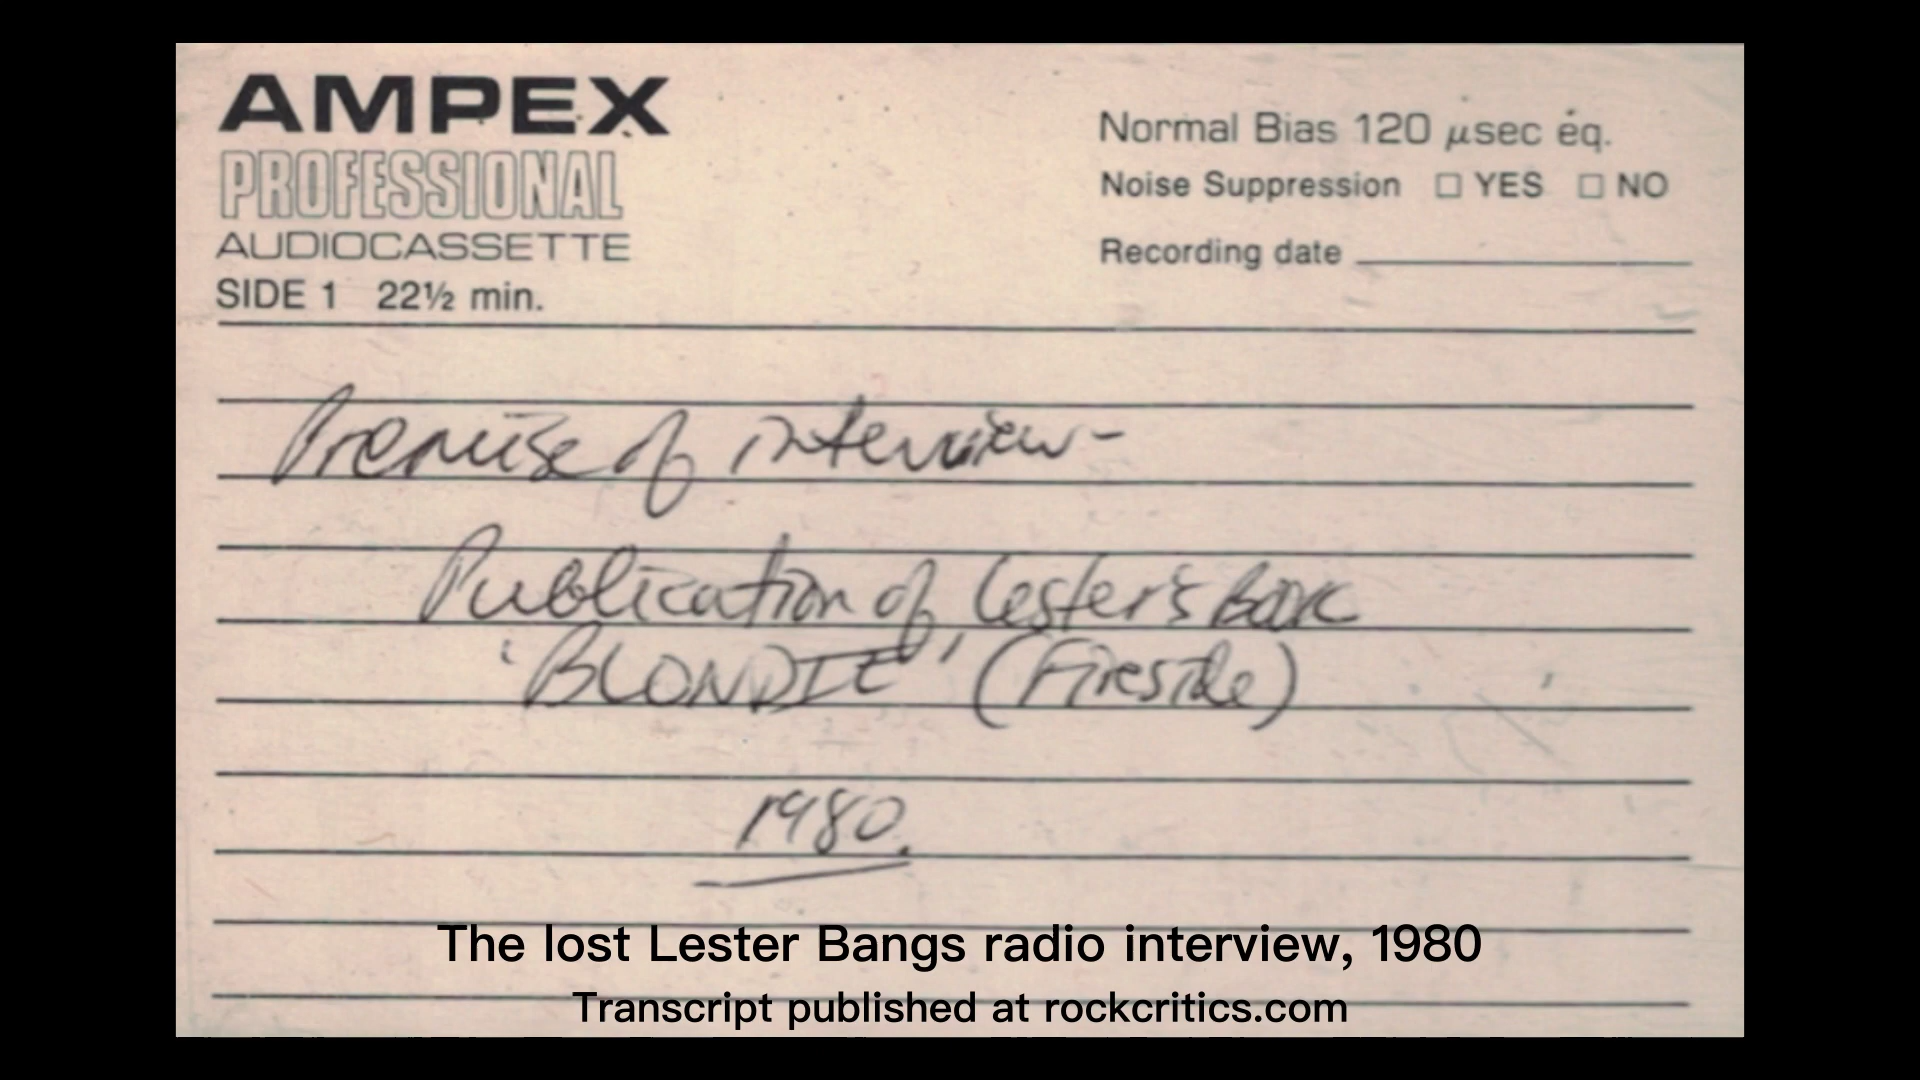 AMPEX
PROFESSIONAL
AUDIOCASSETTE
SIDE 1 22½ min.
Normal Bias 120 μsec eq.
Noise Suppression □ YES □ NO
Recording date
Premise of interview-
Publication of Lester's Book
'BLONDIE' (Fireside)
1980.
The lost Lester Bangs radio interview, 1980
Transcript published at rockcritics.com